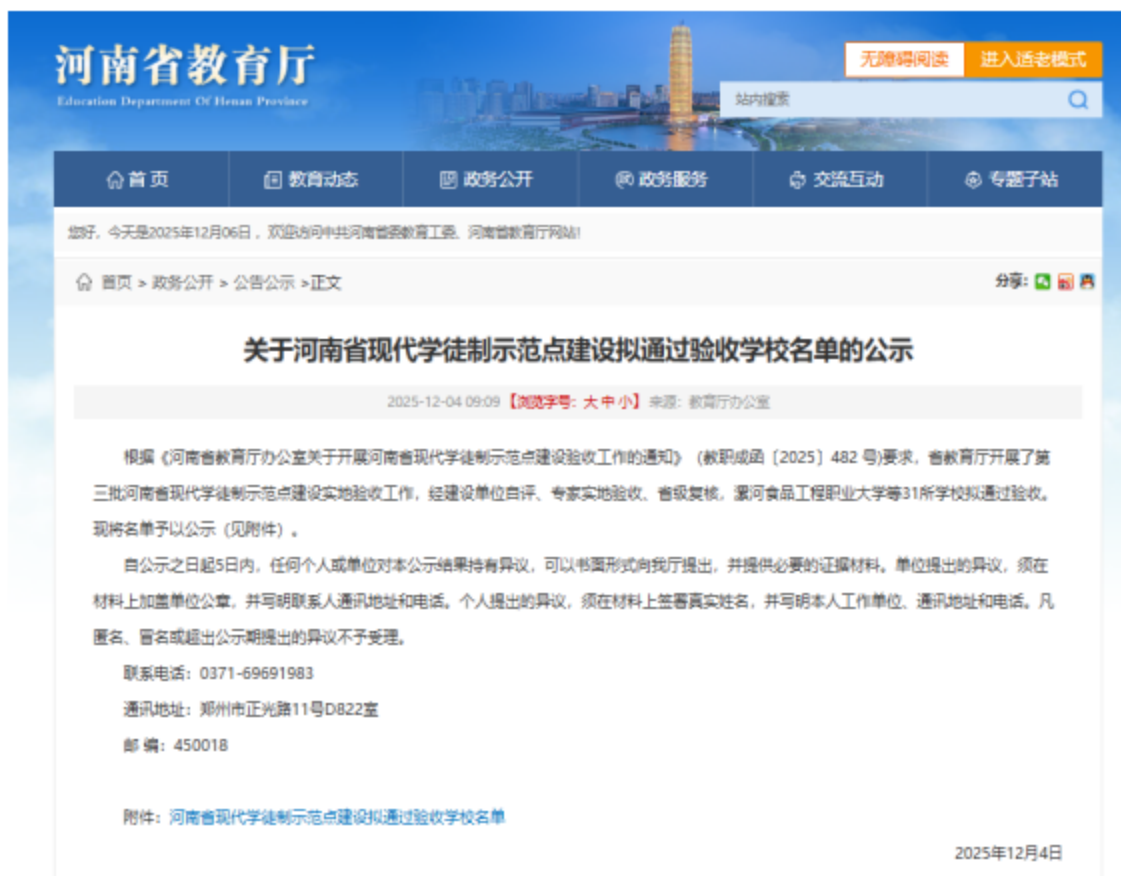 河南省教育厅
Education Department Of Henan Province
无障碍阅读 进入适老模式
站内搜索
首页 教育动态 政务公开 政务服务 交流互动 专题子站
您好，今天是2025年12月06日，欢迎访问中共河南省委教育工委、河南省教育厅网站!
首页 > 政务公开 > 公告公示 >正文
分享:
关于河南省现代学徒制示范点建设拟通过验收学校名单的公示
2025-12-04 09:09 【浏览字号：大 中 小】 来源：教育厅办公室
根据《河南省教育厅办公室关于开展河南省现代学徒制示范点建设验收工作的通知》（教职成函〔2025〕482 号)要求，省教育厅开展了第
三批河南省现代学徒制示范点建设实地验收工作，经建设单位自评、专家实地验收、省级复核，漯河食品工程职业大学等31所学校拟通过验收。
现将名单予以公示（见附件）。
自公示之日起5日内，任何个人或单位对本公示结果持有异议，可以书面形式向我厅提出，并提供必要的证据材料。单位提出的异议，须在
材料上加盖单位公章，并写明联系人通讯地址和电话。个人提出的异议，须在材料上签署真实姓名，并写明本人工作单位、通讯地址和电话。凡
匿名、冒名或超出公示期提出的异议不予受理。
联系电话：0371-69691983
通讯地址：郑州市正光路11号D822室
邮 编：450018
附件：河南省现代学徒制示范点建设拟通过验收学校名单
2025年12月4日